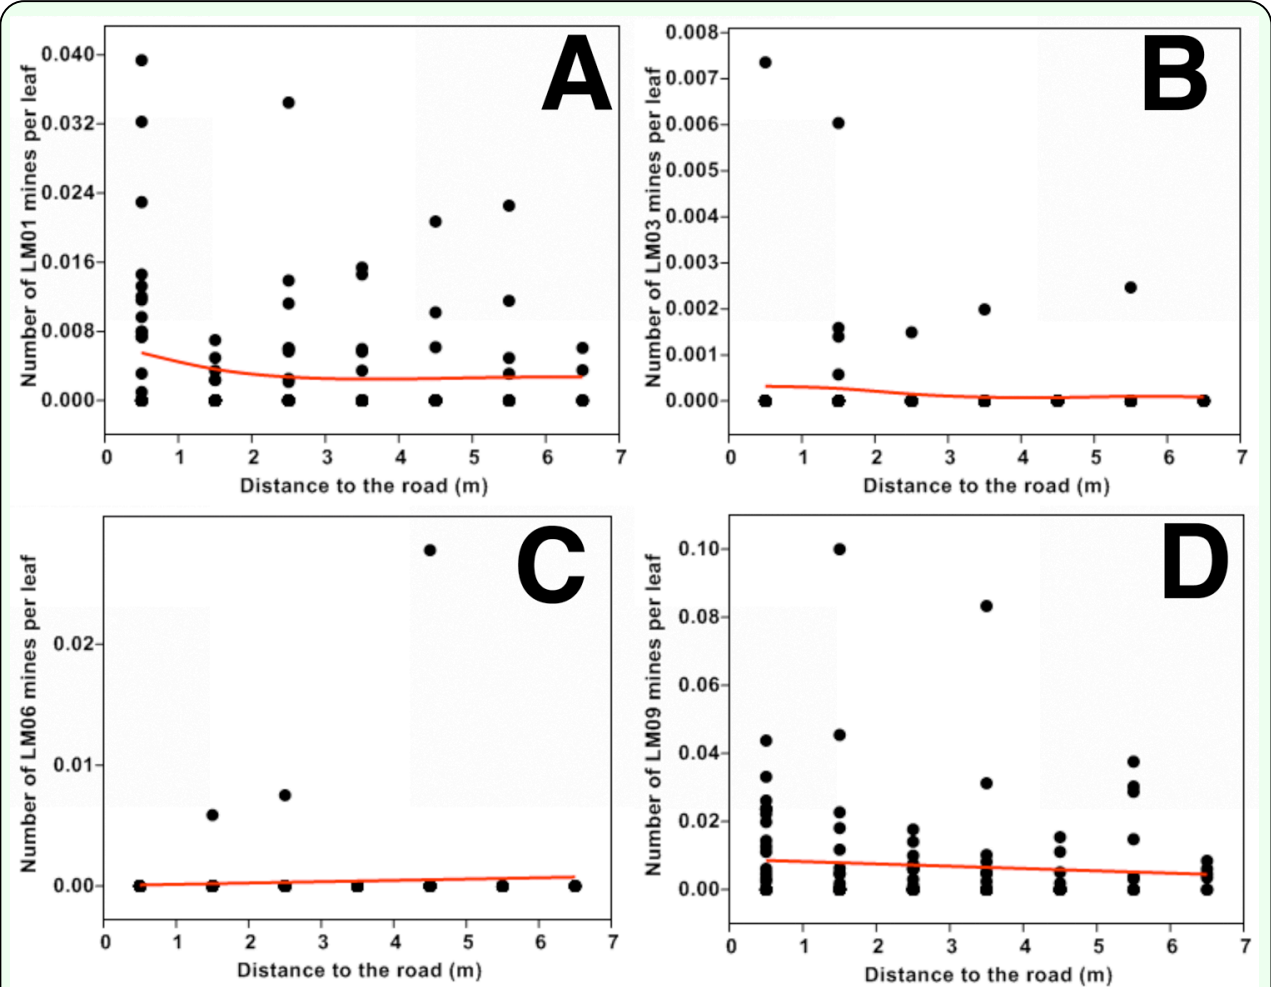 A
Number of LM01 mines per leaf
0.040
0.032
0.024
0.016
0.008
0.000
0 1 2 3 4 5 6 7
Distance to the road (m)
B
Number of LM03 mines per leaf
0.008
0.007
0.006
0.005
0.004
0.003
0.002
0.001
0.000
0 1 2 3 4 5 6 7
Distance to the road (m)
C
Number of LM06 mines per leaf
0.02
0.01
0.00
0 1 2 3 4 5 6 7
Distance to the road (m)
D
Number of LM09 mines per leaf
0.10
0.08
0.06
0.04
0.02
0.00
0 1 2 3 4 5 6 7
Distance to the road (m)